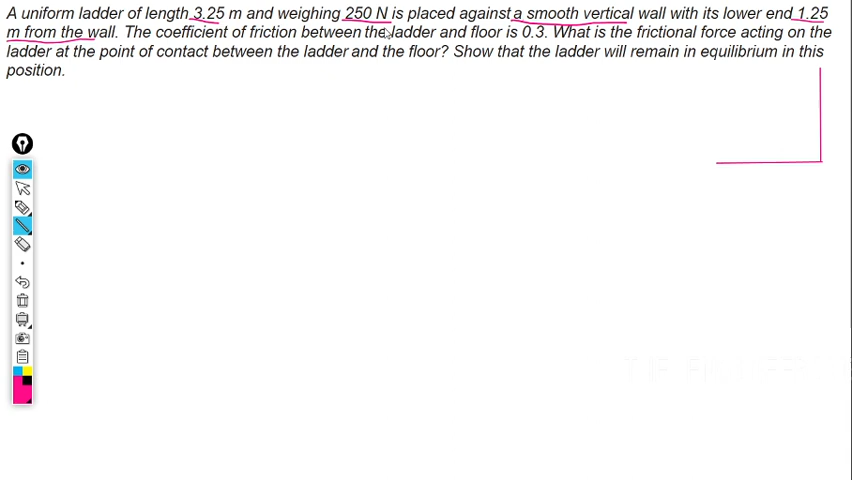 A uniform ladder of length 3.25 m and weighing 250 N is placed against a smooth vertical wall with its lower end 1.25
m from the wall. The coefficient of friction between the ladder and floor is 0.3. What is the frictional force acting on the
ladder at the point of contact between the ladder and the floor? Show that the ladder will remain in equilibrium in this
position.